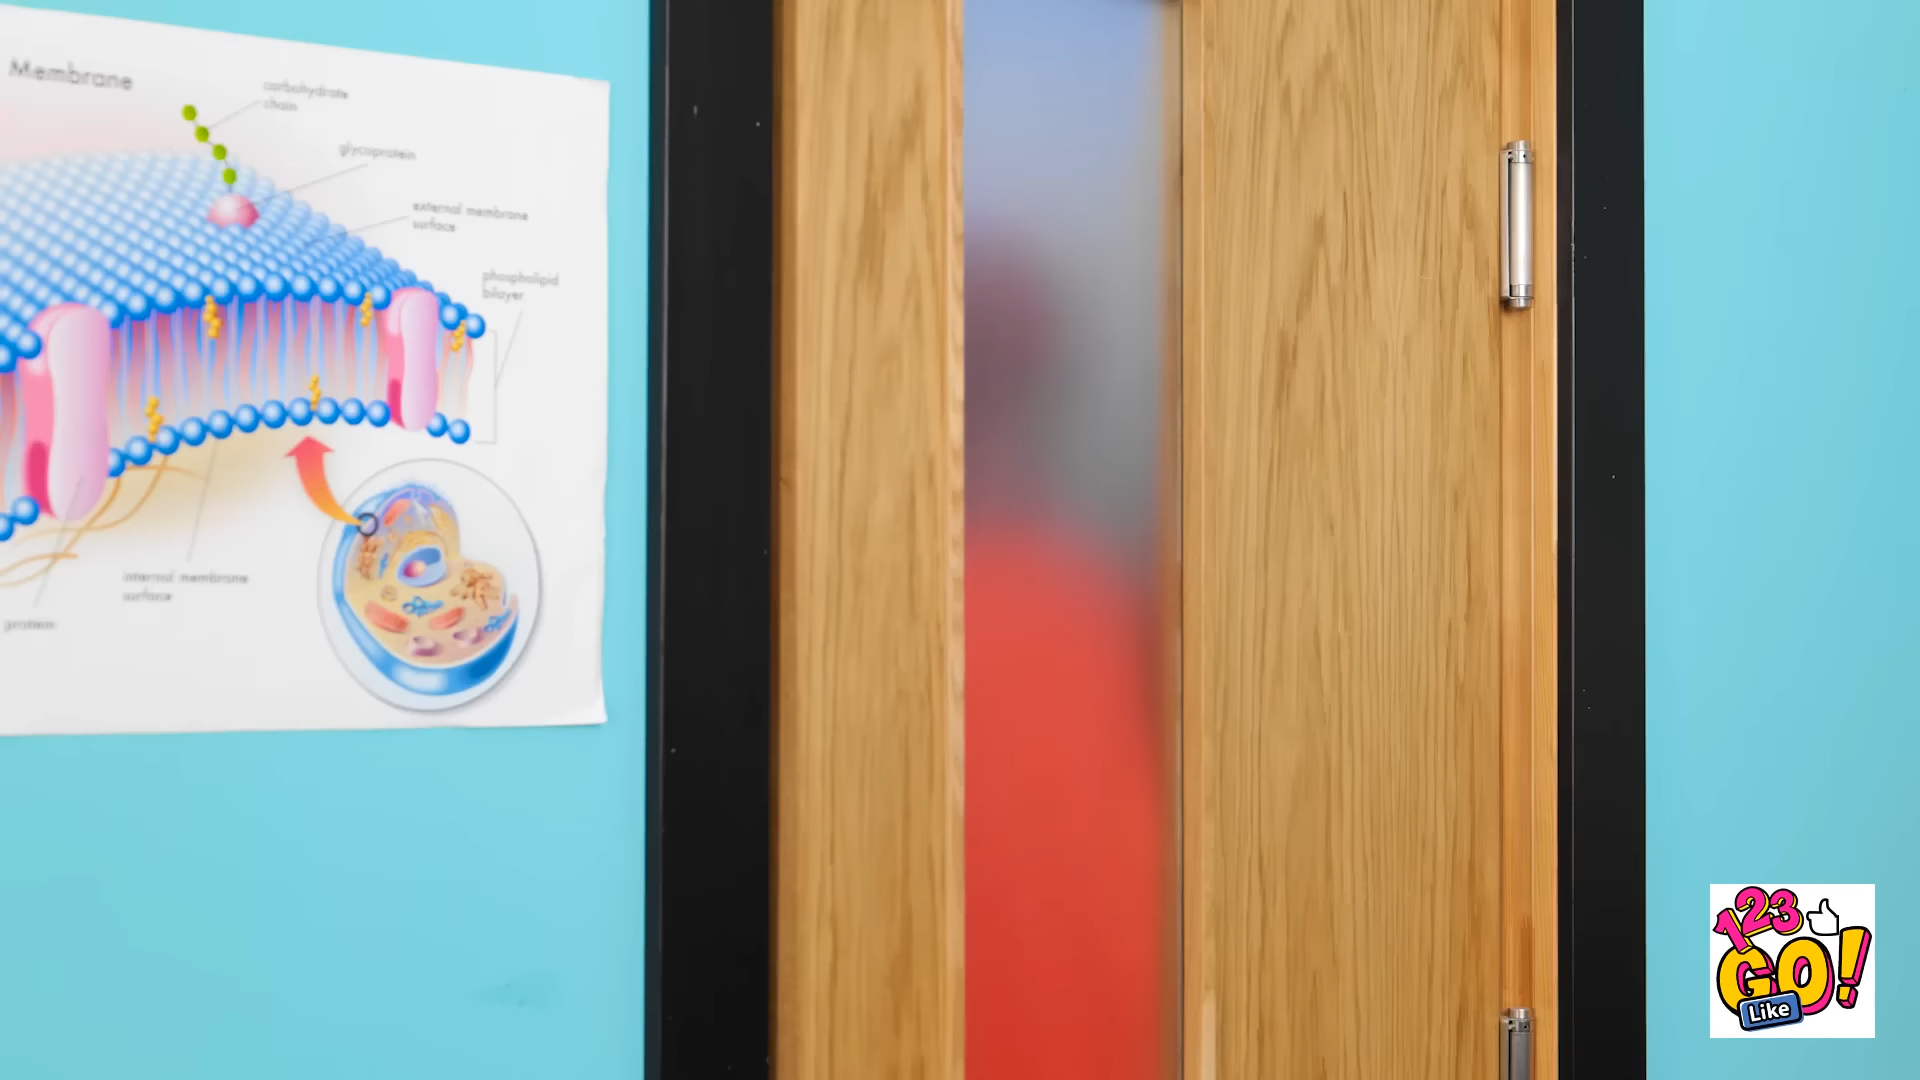 Membrane
carbohydrate
chain
glycoprotein
external membrane
surface
phospholipid
bilayer
internal membrane
surface
protein
123
GO!
Like